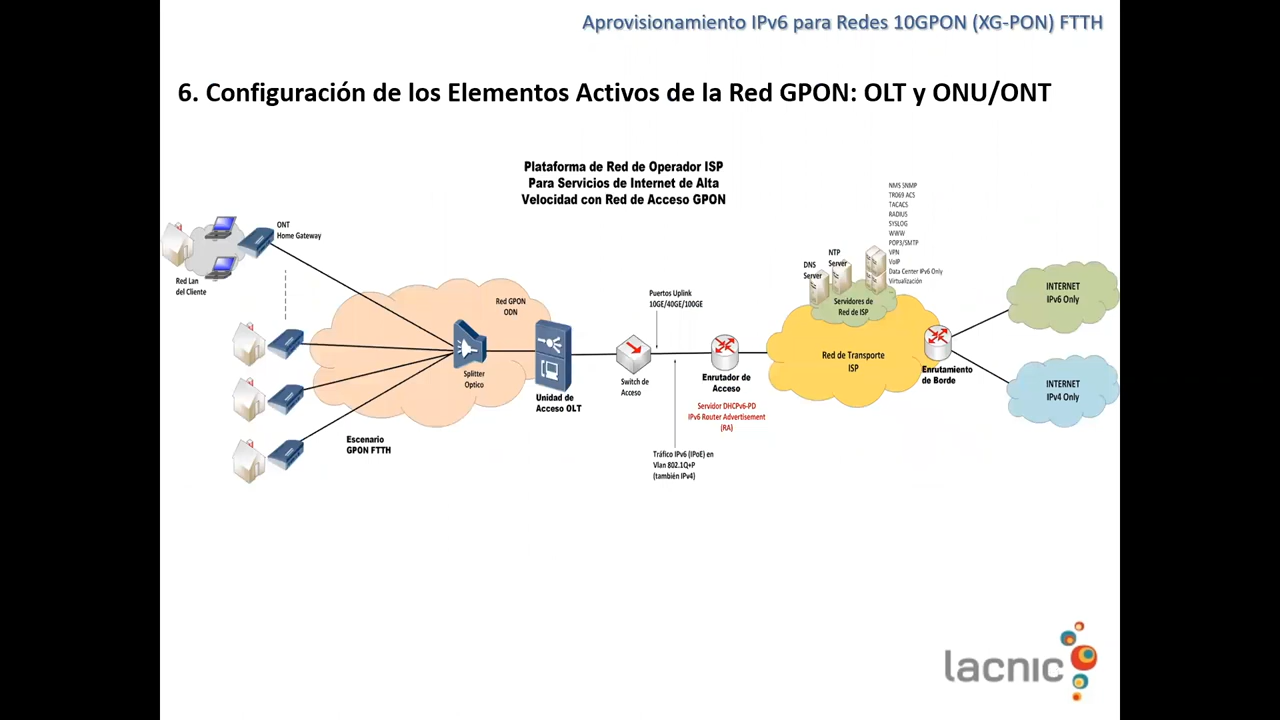 Aprovisionamiento IPv6 para Redes 10GPON (XG-PON) FTTH
6. Configuración de los Elementos Activos de la Red GPON: OLT y ONU/ONT
Plataforma de Red de Operador ISP
Para Servicios de Internet de Alta
Velocidad con Red de Acceso GPON
ONT
Home Gateway
Red Lan
del Cliente
Red GPON
ODN
Splitter
Optico
Unidad de
Acceso OLT
Escenario
GPON FTTH
Puertos Uplink
10GE/40GE/100GE
Switch de
Acceso
Enrutador de
Acceso
Servidor DHCPv6-PD
IPv6 Router Advertisement
(RA)
Tráfico IPv6 (IPoE) en
Vlan 802.1Q+P
(también IPv4)
DNS
Server
NTP
Server
NMS SNMP
TR069 ACS
TACACS
RADIUS
SYSLOG
WWW
POP3/SMTP
VPN
VoIP
Data Center IPv6 Only
Virtualización
Servidores de
Red de ISP
Red de Transporte
ISP
Enrutamiento
de Borde
INTERNET
IPv6 Only
INTERNET
IPv4 Only
lacnic